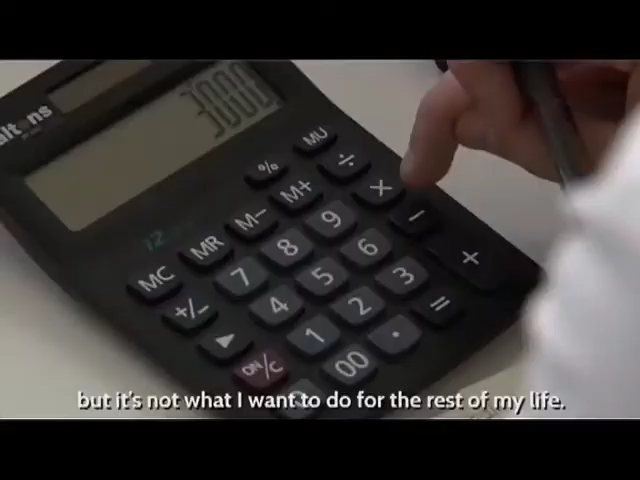 3000
MU
% ÷
M- M+ ×
MC MR 7 8 9 −
+/- 4 5 6 +
▶ 1 2 3 =
ON/C 00 .
12
but it's not what I want to do for the rest of my life.